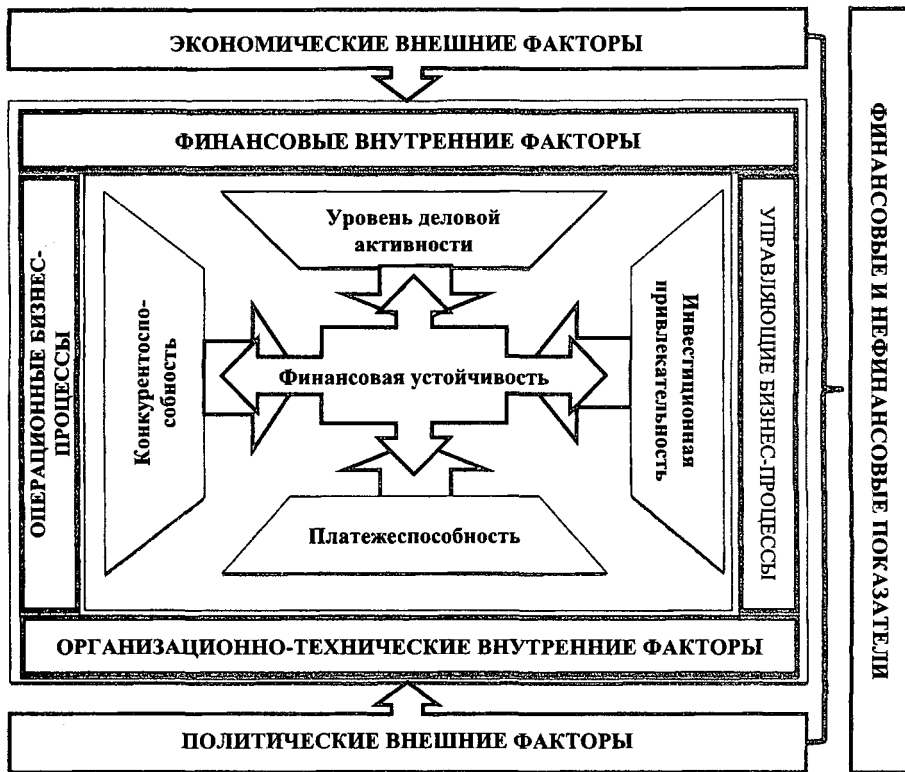 ЭКОНОМИЧЕСКИЕ ВНЕШНИЕ ФАКТОРЫ
ФИНАНСОВЫЕ ВНУТРЕННИЕ ФАКТОРЫ
ОПЕРАЦИОННЫЕ БИЗНЕС-
ПРОЦЕССЫ
Конкурентоспо-
собность
Уровень деловой
активности
Финансовая устойчивость
Платежеспособность
Инвестиционная
привлекательность
УПРАВЛЯЮЩИЕ БИЗНЕС-ПРОЦЕССЫ
ОРГАНИЗАЦИОННО-ТЕХНИЧЕСКИЕ ВНУТРЕННИЕ ФАКТОРЫ
ПОЛИТИЧЕСКИЕ ВНЕШНИЕ ФАКТОРЫ
ФИНАНСОВЫЕ И НЕФИНАНСОВЫЕ ПОКАЗАТЕЛИ